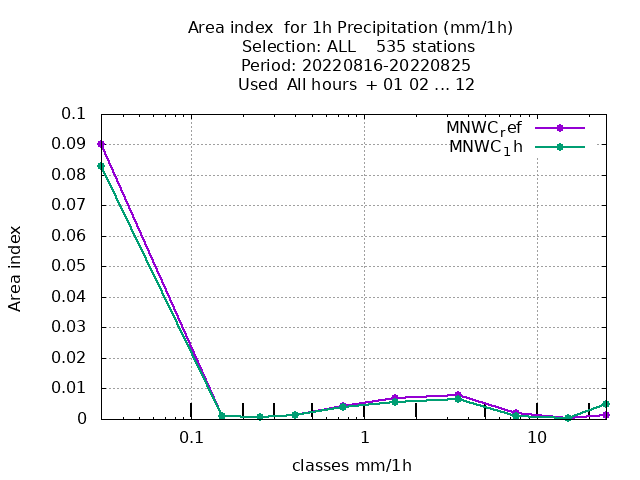 Area index  for 1h Precipitation (mm/1h)
Selection: ALL    535 stations
Period: 20220816-20220825
Used  All hours  + 01 02 ... 12
MNWCref
MNWC1h
0.1
0.09
0.08
0.07
0.06
0.05
0.04
0.03
0.02
0.01
0
Area index
0.1 1 10
classes mm/1h